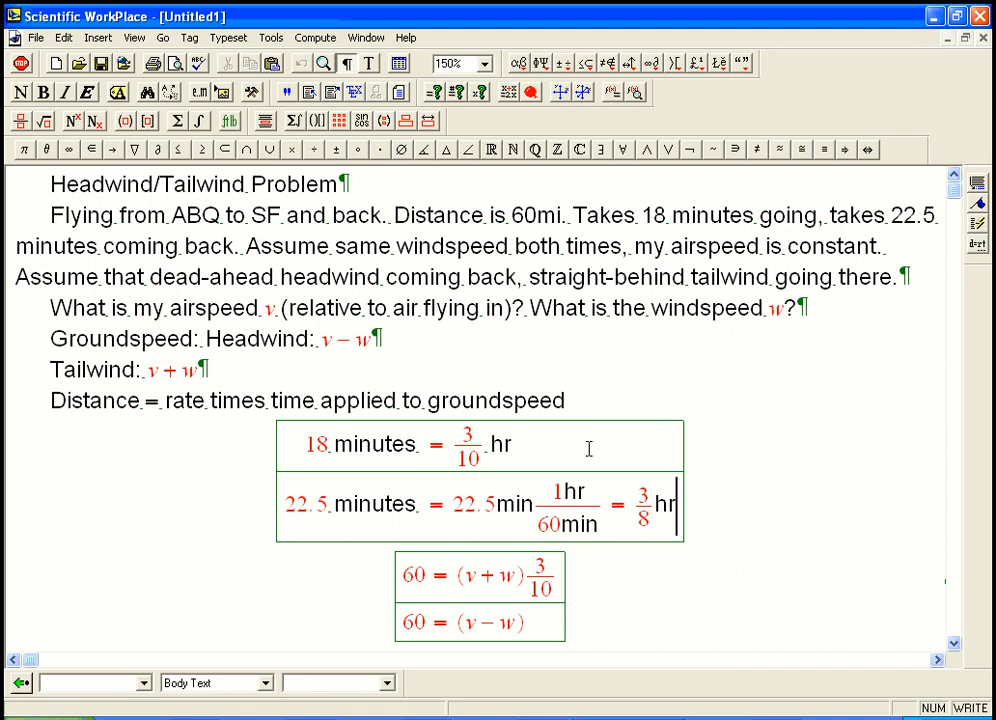 Scientific WorkPlace - [Untitled1]
File Edit Insert View Go Tag Typeset Tools Compute Window Help
150%
Headwind/Tailwind Problem¶
Flying from ABQ to SF and back. Distance is 60mi. Takes 18 minutes going, takes 22.5
minutes coming back. Assume same windspeed both times, my airspeed is constant.
Assume that dead-ahead headwind coming back, straight-behind tailwind going there.¶
What is my airspeed v (relative to air flying in)? What is the windspeed w?¶
Groundspeed: Headwind: v − w¶
Tailwind: v + w¶
Distance = rate times time applied to groundspeed
18 minutes = 3/10 hr
22.5 minutes = 22.5min 1hr/60min = 3/8 hr
60 = (v + w) 3/10
60 = (v − w)
Body Text
NUM WRITE